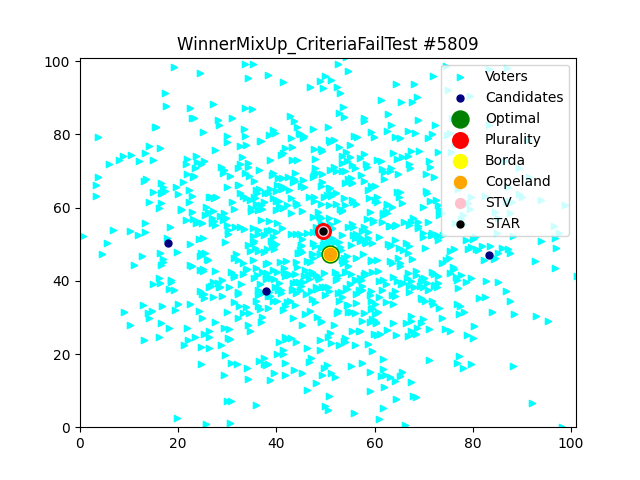 WinnerMixUp_CriteriaFailTest #5809
100
80
60
40
20
0
0 20 40 60 80 100
Voters
Candidates
Optimal
Plurality
Borda
Copeland
STV
STAR